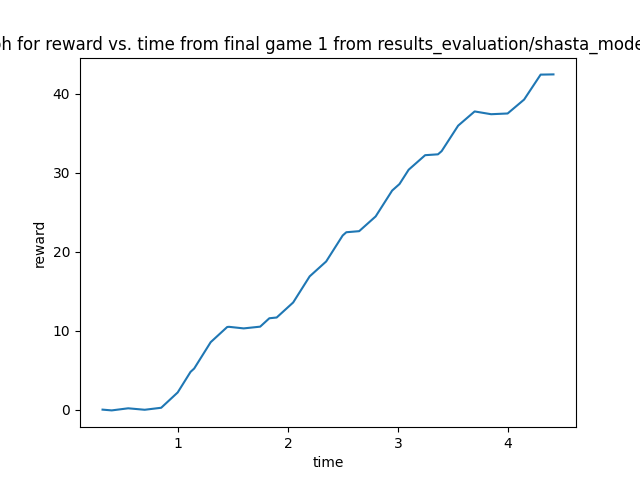 for reward vs. time from final game 1 from results_evaluation/shasta_mode
40
30
20
10
0
reward
1 2 3 4
time